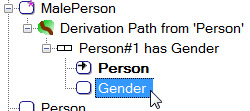 MalePerson
Derivation Path from 'Person'
Person#1 has Gender
Person
Gender
Person